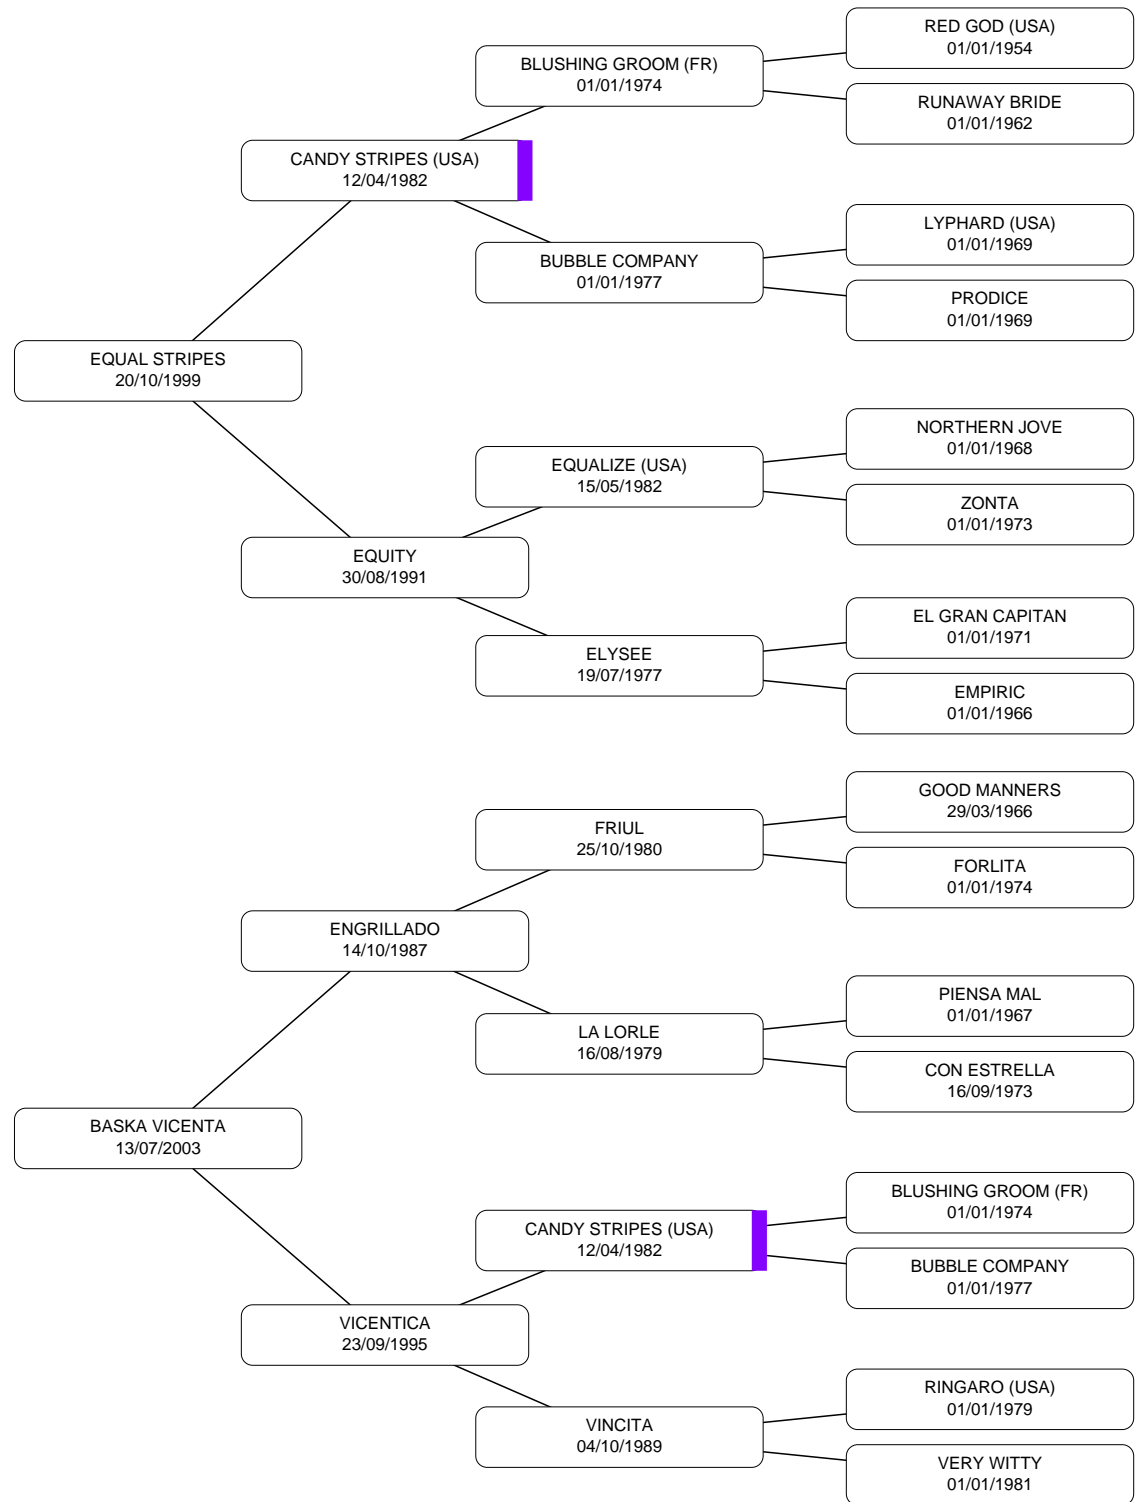 RED GOD (USA)
01/01/1954
BLUSHING GROOM (FR)
01/01/1974
RUNAWAY BRIDE
01/01/1962
CANDY STRIPES (USA)
12/04/1982
LYPHARD (USA)
01/01/1969
BUBBLE COMPANY
01/01/1977
PRODICE
01/01/1969
EQUAL STRIPES
20/10/1999
NORTHERN JOVE
01/01/1968
EQUALIZE (USA)
15/05/1982
ZONTA
01/01/1973
EQUITY
30/08/1991
EL GRAN CAPITAN
01/01/1971
ELYSEE
19/07/1977
EMPIRIC
01/01/1966
GOOD MANNERS
29/03/1966
FRIUL
25/10/1980
FORLITA
01/01/1974
ENGRILLADO
14/10/1987
PIENSA MAL
01/01/1967
LA LORLE
16/08/1979
CON ESTRELLA
16/09/1973
BASKA VICENTA
13/07/2003
BLUSHING GROOM (FR)
01/01/1974
CANDY STRIPES (USA)
12/04/1982
BUBBLE COMPANY
01/01/1977
VICENTICA
23/09/1995
RINGARO (USA)
01/01/1979
VINCITA
04/10/1989
VERY WITTY
01/01/1981